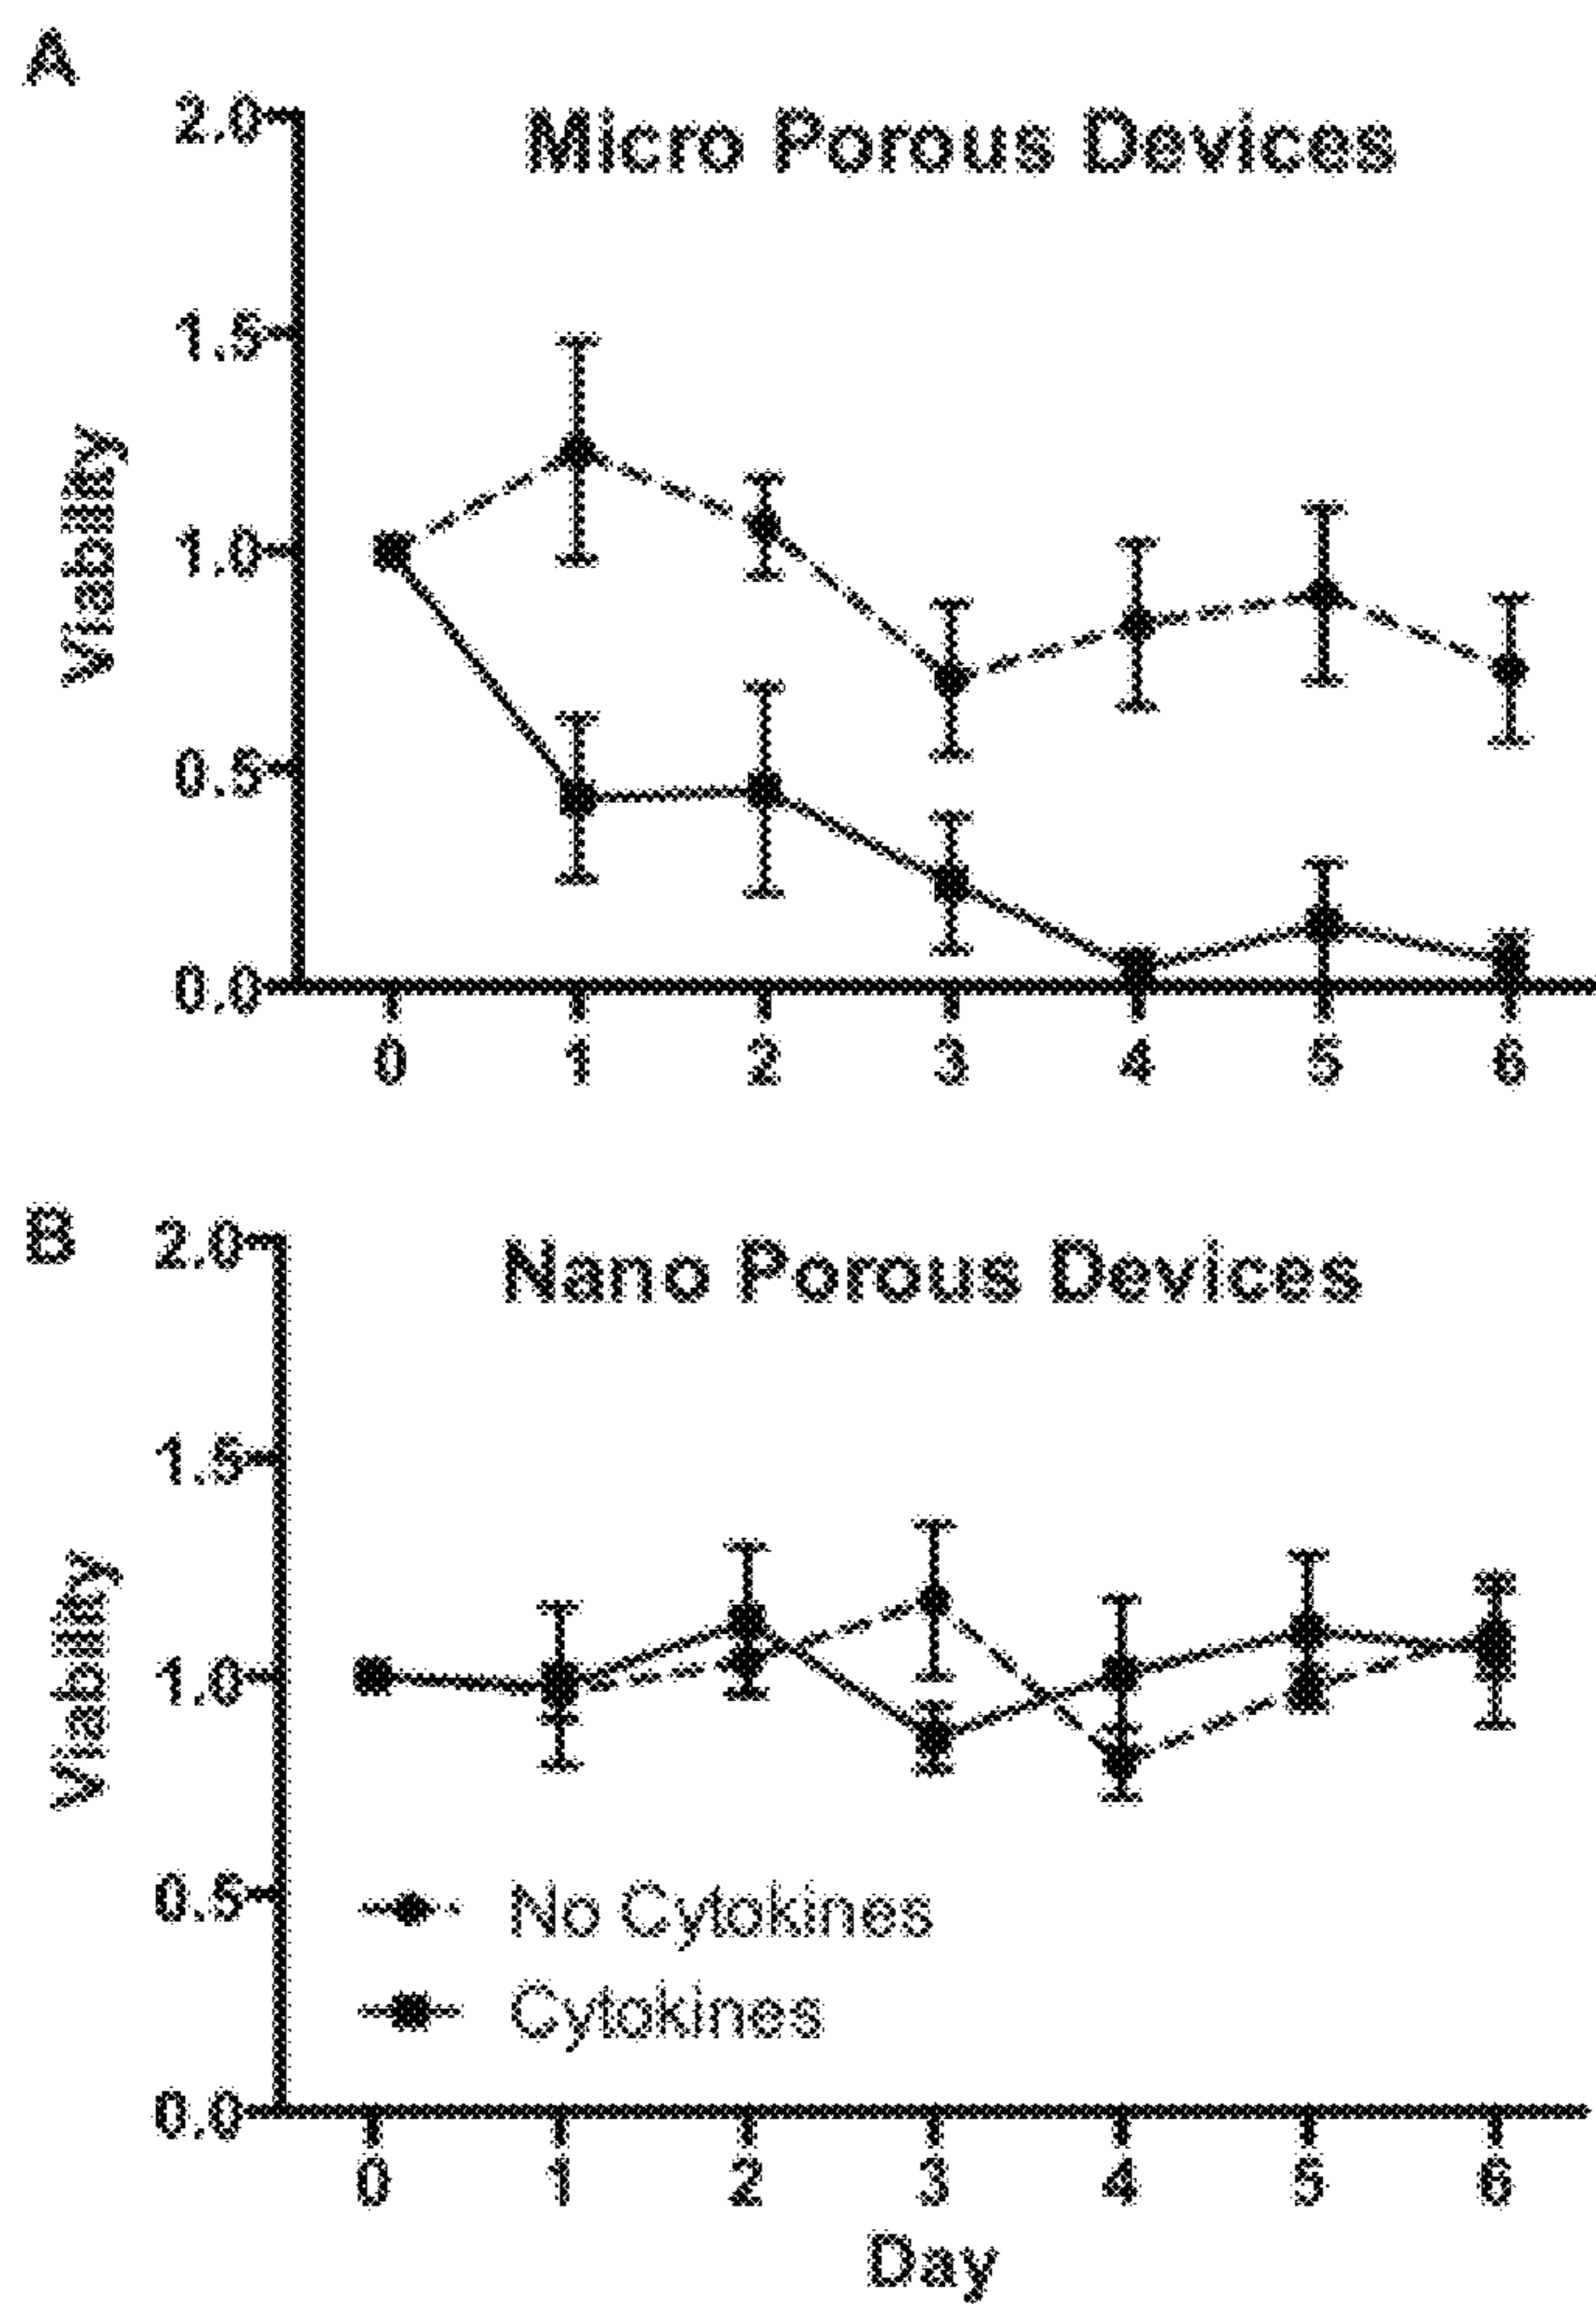 A
Micro Porous Devices
2.0
1.5
1.0
0.5
0.0
Viability
0 1 2 3 4 5 6
B
Nano Porous Devices
2.0
1.5
1.0
0.5
0.0
Viability
No Cytokines
Cytokines
0 1 2 3 4 5 6
Day